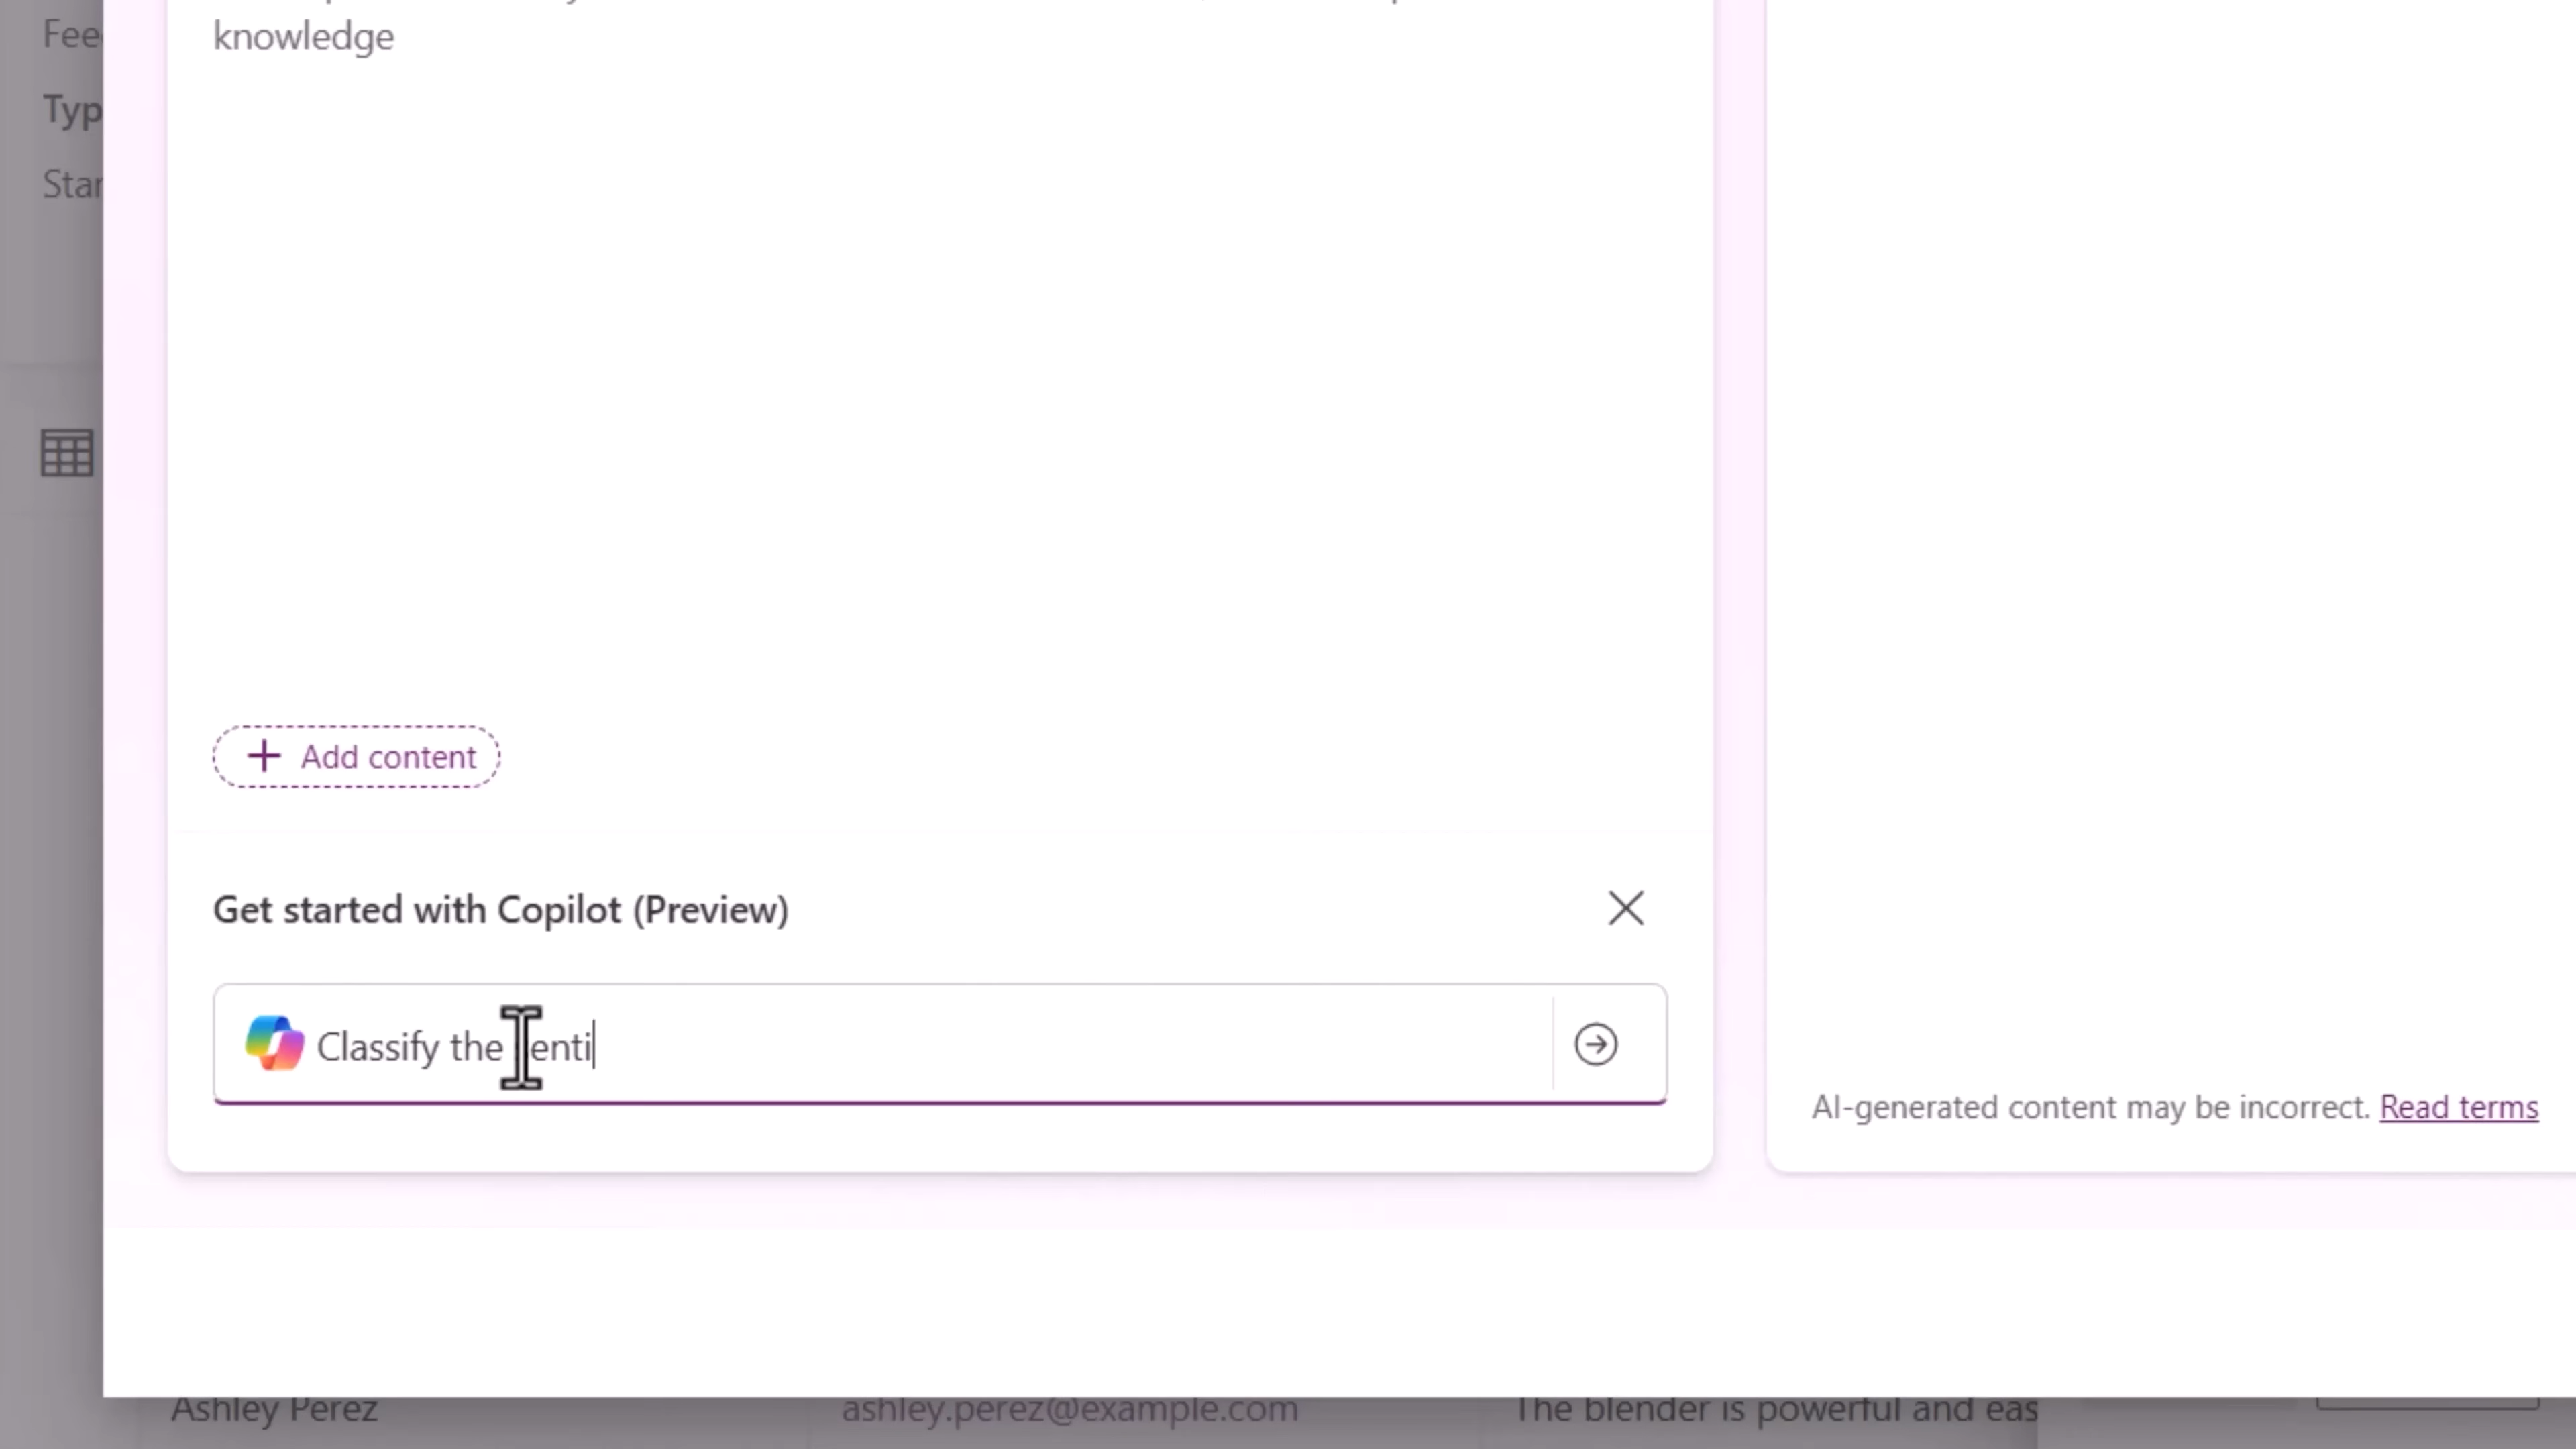 Fee
knowledge
Typ
Star
Add content
Get started with Copilot (Preview)
Classify the enti
AI-generated content may be incorrect. Read terms
Ashley Perez
ashley.perez@example.com
The blender is powerful and eas